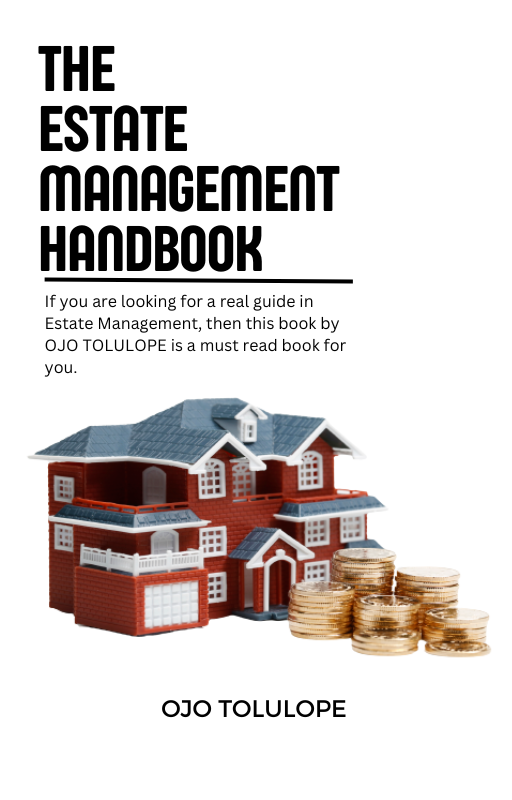 THE
ESTATE
MANAGEMENT
HANDBOOK
If you are looking for a real guide in
Estate Management, then this book by
OJO TOLULOPE is a must read book for
you.
OJO TOLULOPE